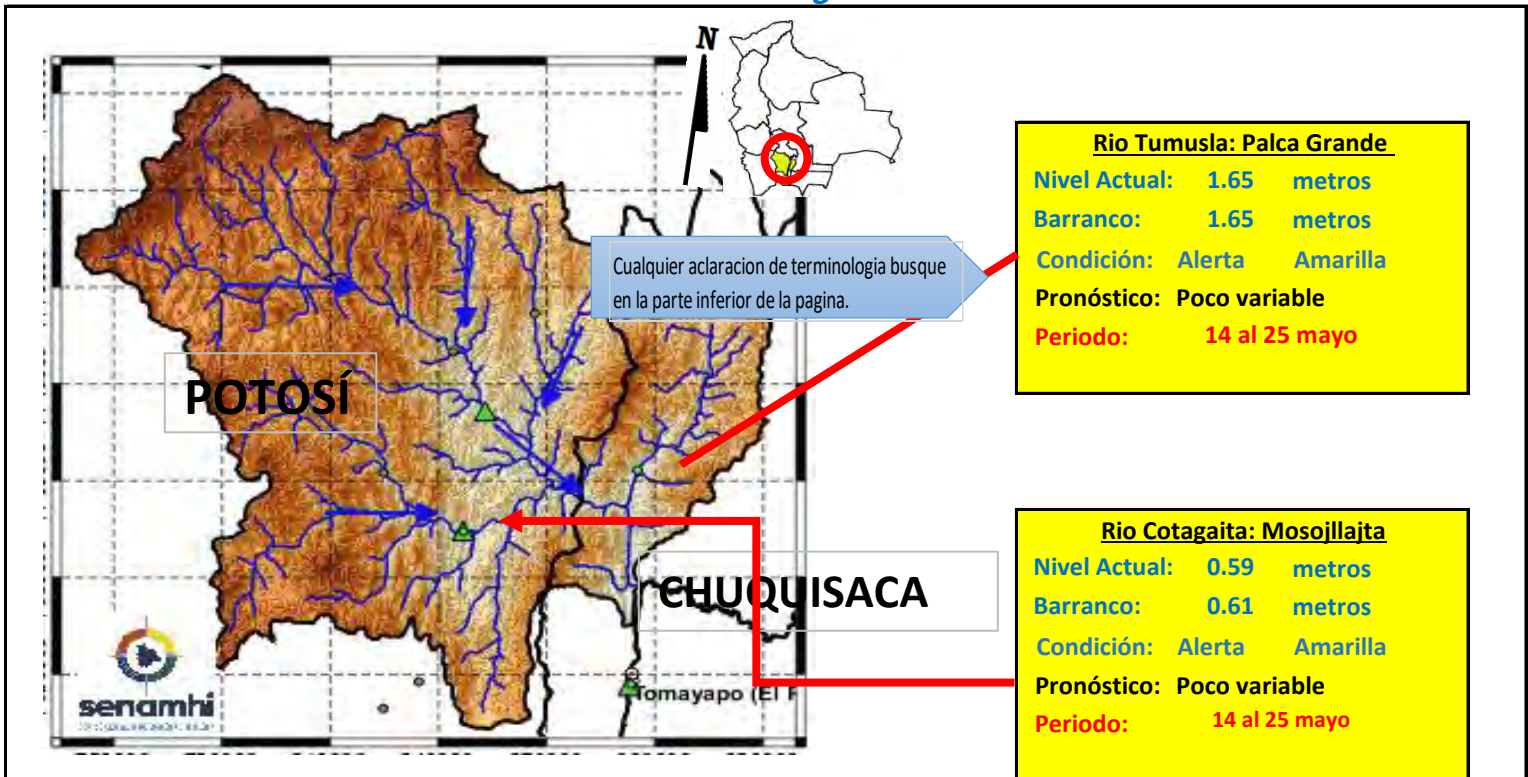 N
Cualquier aclaracion de terminologia busque
en la parte inferior de la pagina.
POTOSÍ
CHUQUISACA
Tomayapo (El
senamhi
Rio Tumusla: Palca Grande
Nivel Actual: 1.65 metros
Barranco: 1.65 metros
Condición: Alerta Amarilla
Pronóstico: Poco variable
Periodo: 14 al 25 mayo
Rio Cotagaita: Mosojllajta
Nivel Actual: 0.59 metros
Barranco: 0.61 metros
Condición: Alerta Amarilla
Pronóstico: Poco variable
Periodo: 14 al 25 mayo